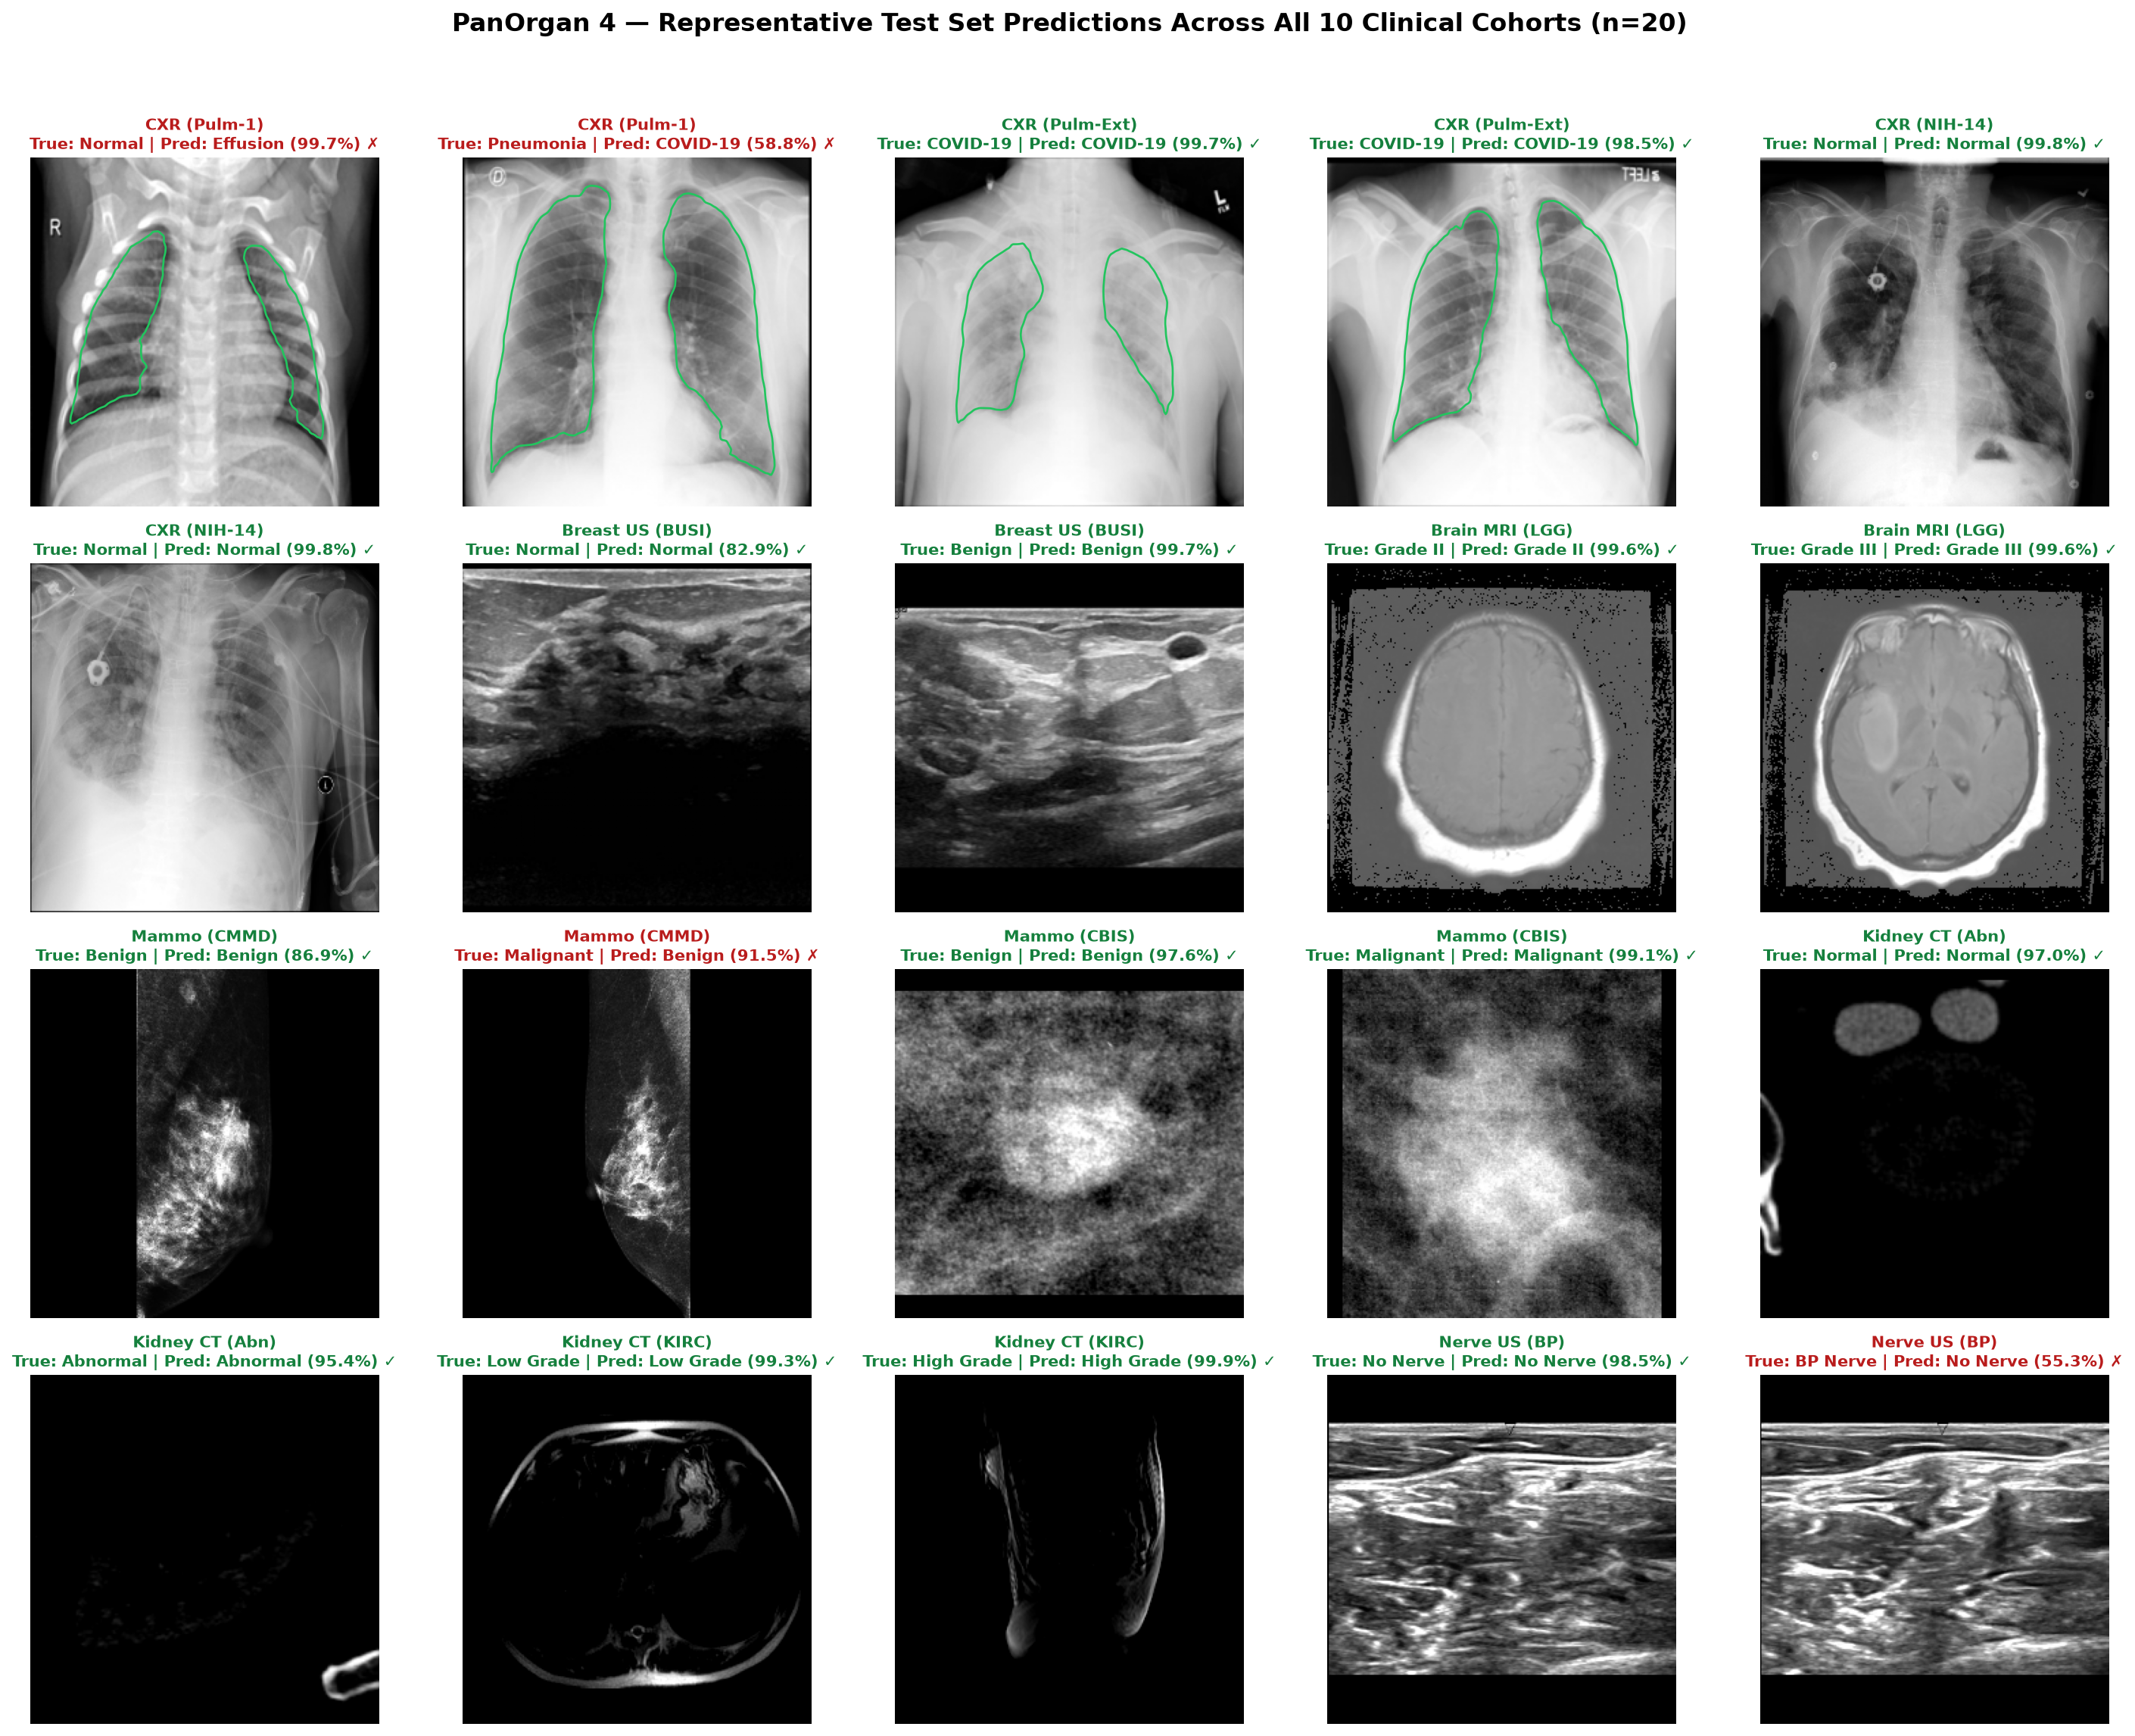 PanOrgan 4 — Representative Test Set Predictions Across All 10 Clinical Cohorts (n=20)
CXR (Pulm-1)
True: Normal | Pred: Effusion (99.7%) ✗
CXR (Pulm-1)
True: Pneumonia | Pred: COVID-19 (58.8%) ✗
CXR (Pulm-Ext)
True: COVID-19 | Pred: COVID-19 (99.7%) ✓
CXR (Pulm-Ext)
True: COVID-19 | Pred: COVID-19 (98.5%) ✓
CXR (NIH-14)
True: Normal | Pred: Normal (99.8%) ✓
R
L
LEFT
CXR (NIH-14)
True: Normal | Pred: Normal (99.8%) ✓
Breast US (BUSI)
True: Normal | Pred: Normal (82.9%) ✓
Breast US (BUSI)
True: Benign | Pred: Benign (99.7%) ✓
Brain MRI (LGG)
True: Grade II | Pred: Grade II (99.6%) ✓
Brain MRI (LGG)
True: Grade III | Pred: Grade III (99.6%) ✓
Mammo (CMMD)
True: Benign | Pred: Benign (86.9%) ✓
Mammo (CMMD)
True: Malignant | Pred: Benign (91.5%) ✗
Mammo (CBIS)
True: Benign | Pred: Benign (97.6%) ✓
Mammo (CBIS)
True: Malignant | Pred: Malignant (99.1%) ✓
Kidney CT (Abn)
True: Normal | Pred: Normal (97.0%) ✓
Kidney CT (Abn)
True: Abnormal | Pred: Abnormal (95.4%) ✓
Kidney CT (KIRC)
True: Low Grade | Pred: Low Grade (99.3%) ✓
Kidney CT (KIRC)
True: High Grade | Pred: High Grade (99.9%) ✓
Nerve US (BP)
True: No Nerve | Pred: No Nerve (98.5%) ✓
Nerve US (BP)
True: BP Nerve | Pred: No Nerve (55.3%) ✗